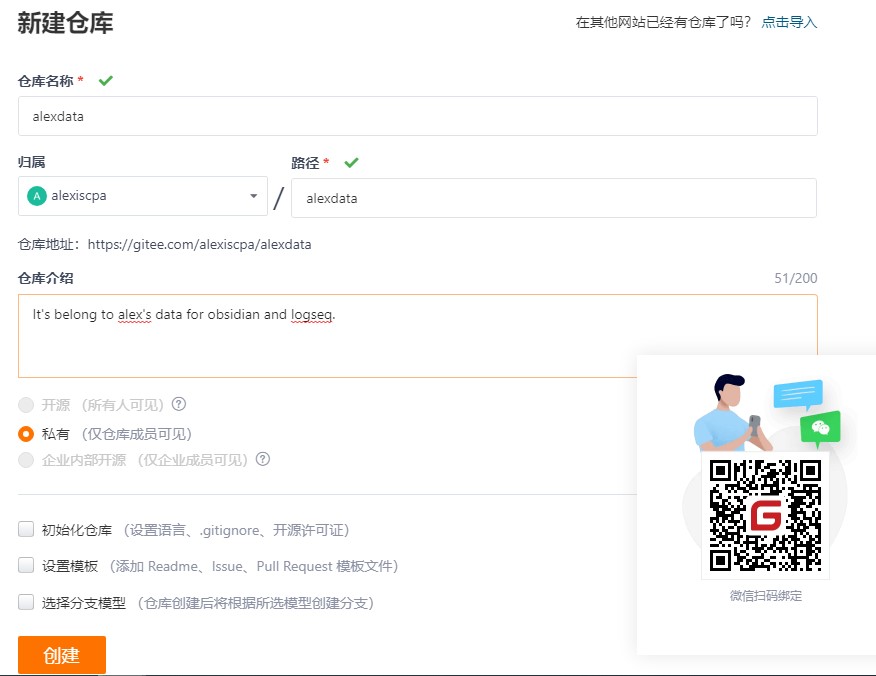 新建仓库
在其他网站已经有仓库了吗? 点击导入
仓库名称 *
alexdata
归属
路径 *
A alexiscpa
/
alexdata
仓库地址：https://gitee.com/alexiscpa/alexdata
仓库介绍
51/200
It's belong to alex's data for obsidian and logseq.
开源 （所有人可见） ?
私有 （仅仓库成员可见）
企业内部开源 （仅企业成员可见） ?
初始化仓库 （设置语言、.gitignore、开源许可证）
设置模板 （添加 Readme、Issue、Pull Request 模板文件）
选择分支模型 （仓库创建后将根据所选模型创建分支）
创建
G
微信扫码绑定